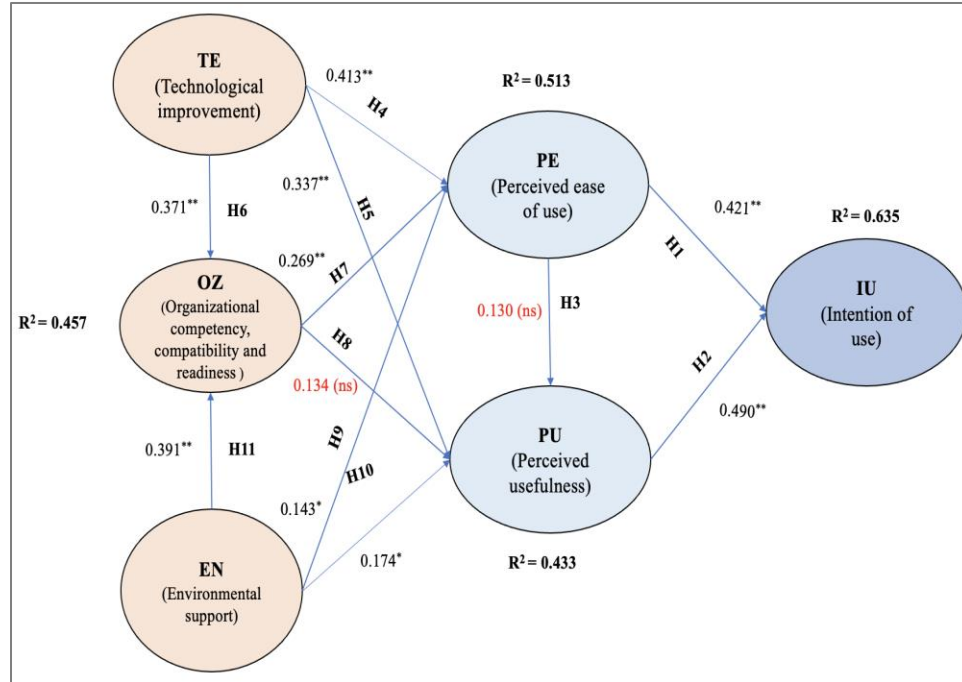 TE
(Technological
improvement)
0.413**
H4
R² = 0.513
PE
(Perceived ease
of use)
0.337**
H5
0.371**
H6
0.421**
H1
R² = 0.635
0.269**
H7
OZ
(Organizational
competency,
compatibility and
readiness )
R² = 0.457
0.130 (ns)
H3
IU
(Intention of
use)
H8
0.134 (ns)
H2
0.490**
H9
PU
(Perceived
usefulness)
0.391**
H11
H10
0.143*
0.174*
R² = 0.433
EN
(Environmental
support)